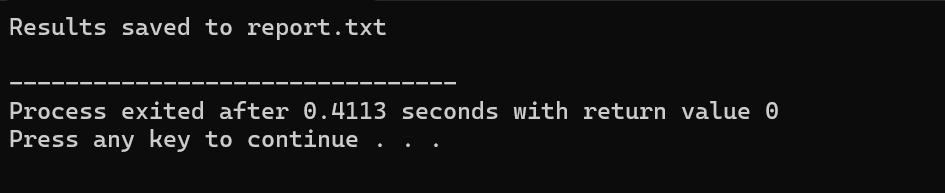 Results saved to report.txt
--------------------------------
Process exited after 0.4113 seconds with return value 0
Press any key to continue . . .